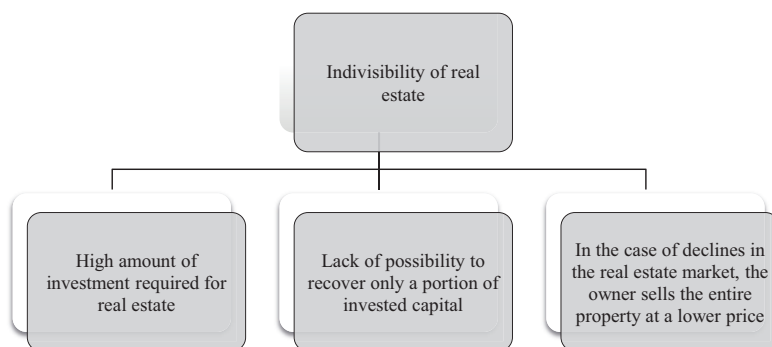 Indivisibility of real
estate
High amount of
investment required for
real estate
Lack of possibility to
recover only a portion of
invested capital
In the case of declines in
the real estate market, the
owner sells the entire
property at a lower price